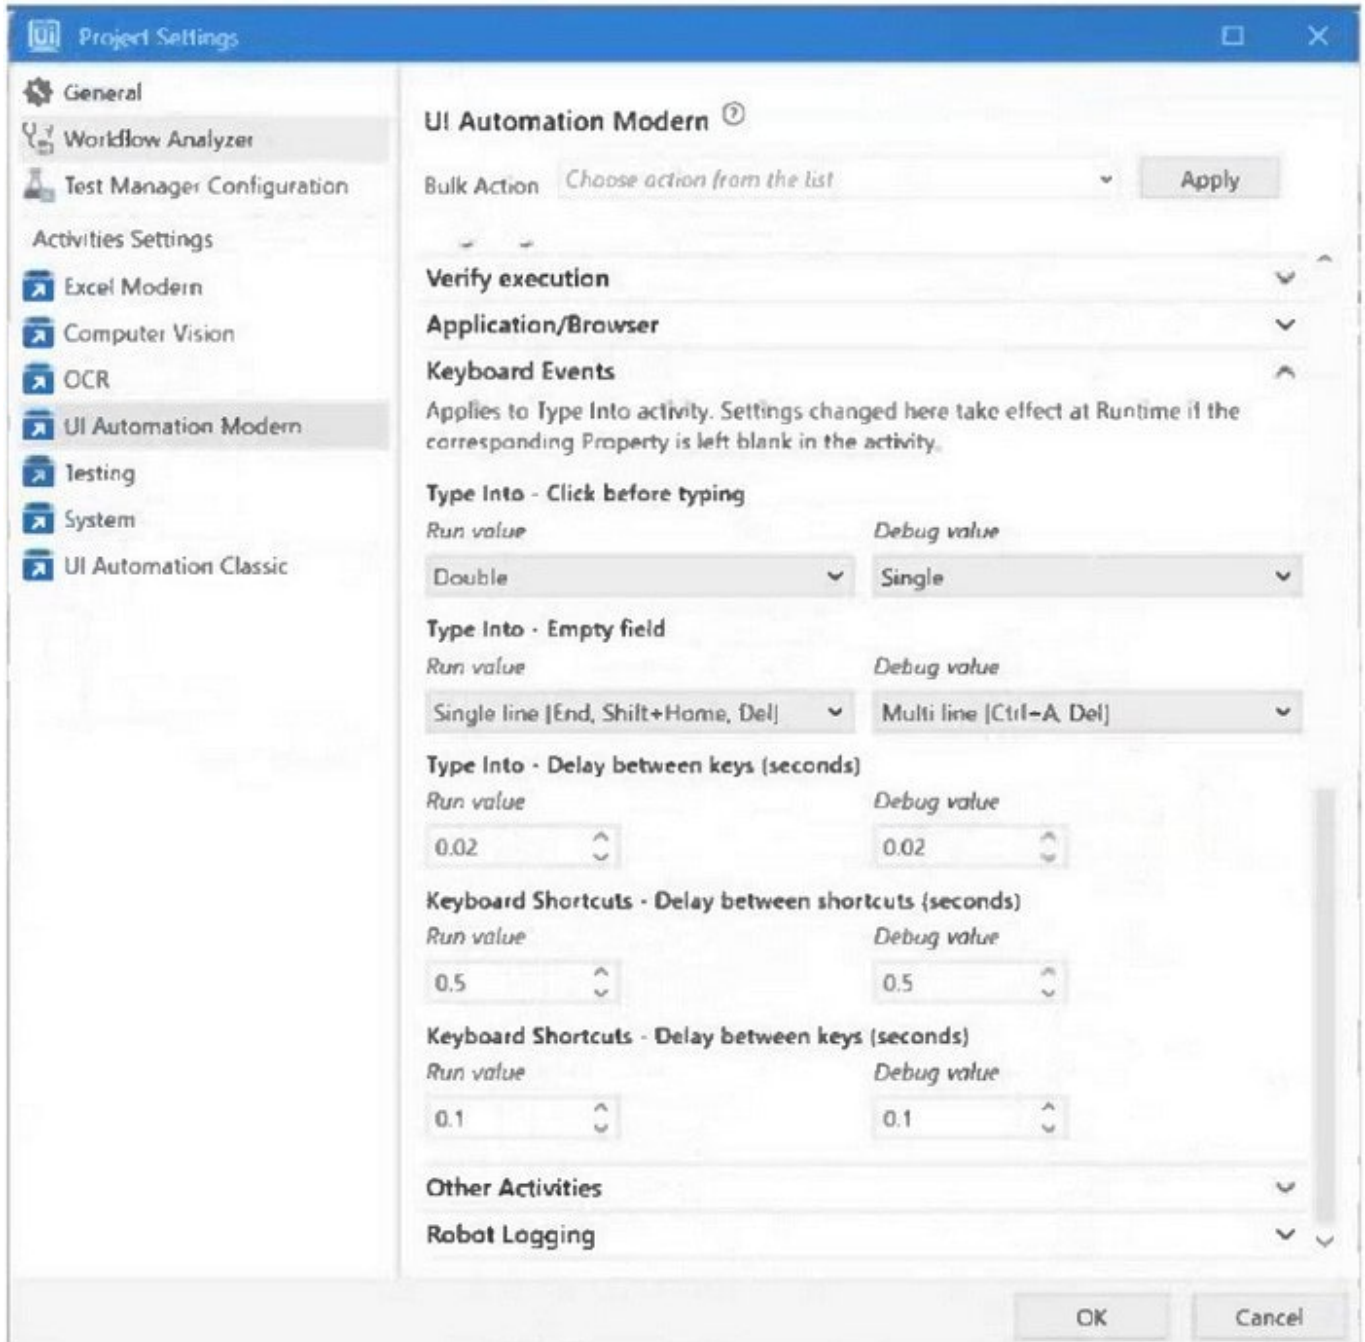 Ui Project Settings
General
Workflow Analyzer
Test Manager Configuration
Activities Settings
Excel Modern
Computer Vision
OCR
UI Automation Modern
Testing
System
UI Automation Classic
UI Automation Modern ?
Bulk Action Choose action from the list Apply
Verify execution
Application/Browser
Keyboard Events
Applies to Type Into activity. Settings changed here take effect at Runtime if the
corresponding Property is left blank in the activity.
Type Into - Click before typing
Run value Debug value
Double Single
Type Into - Empty field
Run value Debug value
Single line [End, Shift+Home, Del] Multi line [Ctrl+A, Del]
Type Into - Delay between keys (seconds)
Run value Debug value
0.02 0.02
Keyboard Shortcuts - Delay between shortcuts (seconds)
Run value Debug value
0.5 0.5
Keyboard Shortcuts - Delay between keys (seconds)
Run value Debug value
0.1 0.1
Other Activities
Robot Logging
OK Cancel